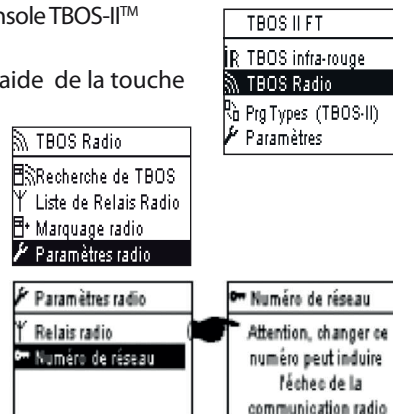 nsole TBOS-II™
aide de la touche
TBOS II FT
TBOS infra-rouge
TBOS Radio
Prg Types (TBOS-II)
Paramètres
TBOS Radio
Recherche de TBOS
Liste de Relais Radio
Marquage radio
Paramètres radio
Paramètres radio
Relais radio
Numéro de réseau
Numéro de réseau
Attention, changer ce
numéro peut induire
l'échec de la
communication radio